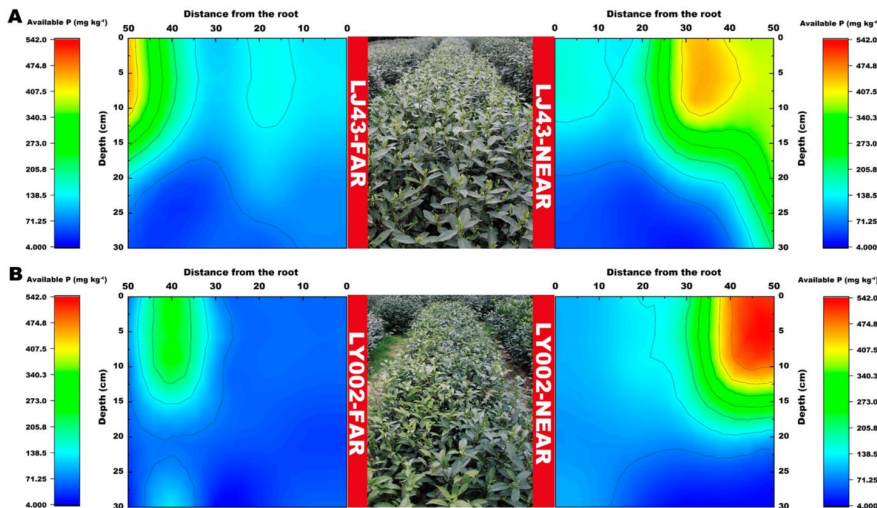 A
Available P (mg kg⁻¹)
542.0
474.8
407.5
340.3
273.0
205.8
138.5
71.25
4.000
Distance from the root
50 40 30 20 10 0
Depth (cm)
0
5
10
15
20
25
30
LJ43-FAR
LJ43-NEAR
Distance from the root
0 10 20 30 40 50
0
5
10
15
20
25
30
Depth (cm)
Available P (mg kg⁻¹)
542.0
474.8
407.5
340.3
273.0
205.8
138.5
71.25
4.000
B
Available P (mg kg⁻¹)
542.0
474.8
407.5
340.3
273.0
205.8
138.5
71.25
4.000
Distance from the root
50 40 30 20 10 0
Depth (cm)
0
5
10
15
20
25
30
LY002-FAR
LY002-NEAR
Distance from the root
0 10 20 30 40 50
0
5
10
15
20
25
30
Depth (cm)
Available P (mg kg⁻¹)
542.0
474.8
407.5
340.3
273.0
205.8
138.5
71.25
4.000